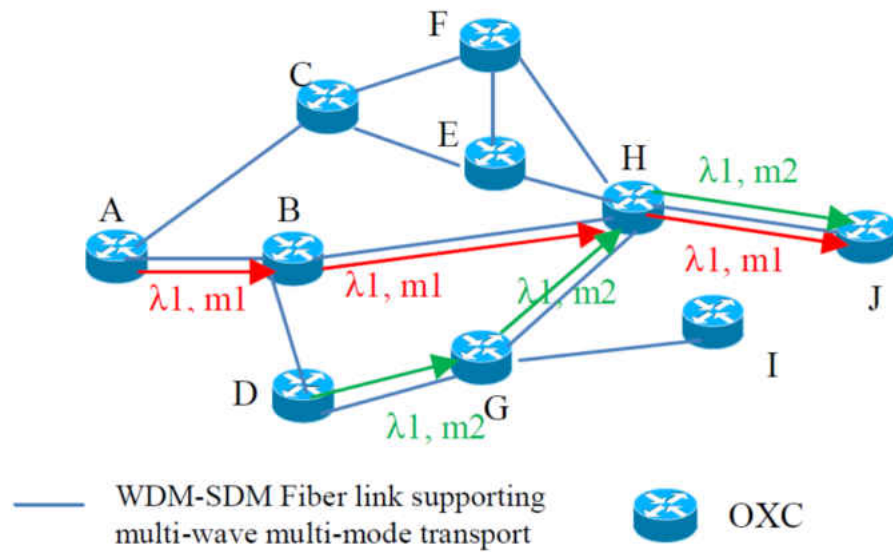 F
C
E
H
λ1, m2
A
B
λ1, m1
λ1, m1
λ1, m2
λ1, m1
J
D
G
I
λ1, m2
WDM-SDM Fiber link supporting
multi-wave multi-mode transport
OXC